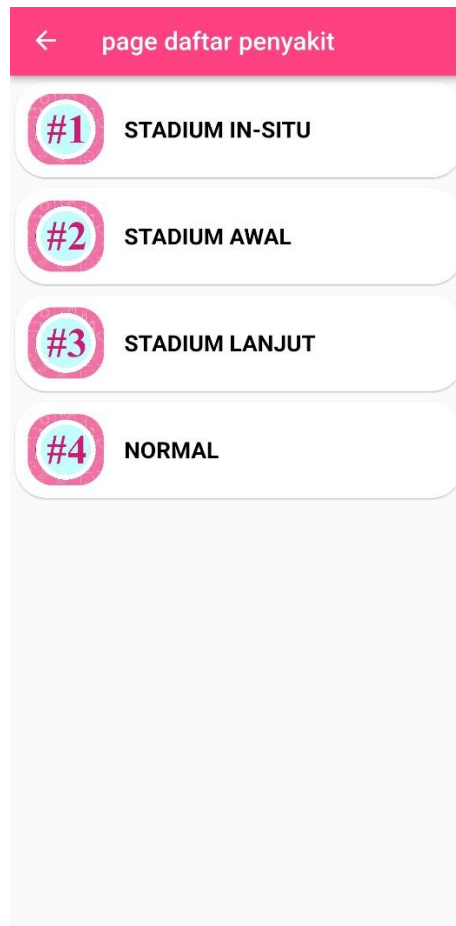 page daftar penyakit
#1 STADIUM IN-SITU
#2 STADIUM AWAL
#3 STADIUM LANJUT
#4 NORMAL